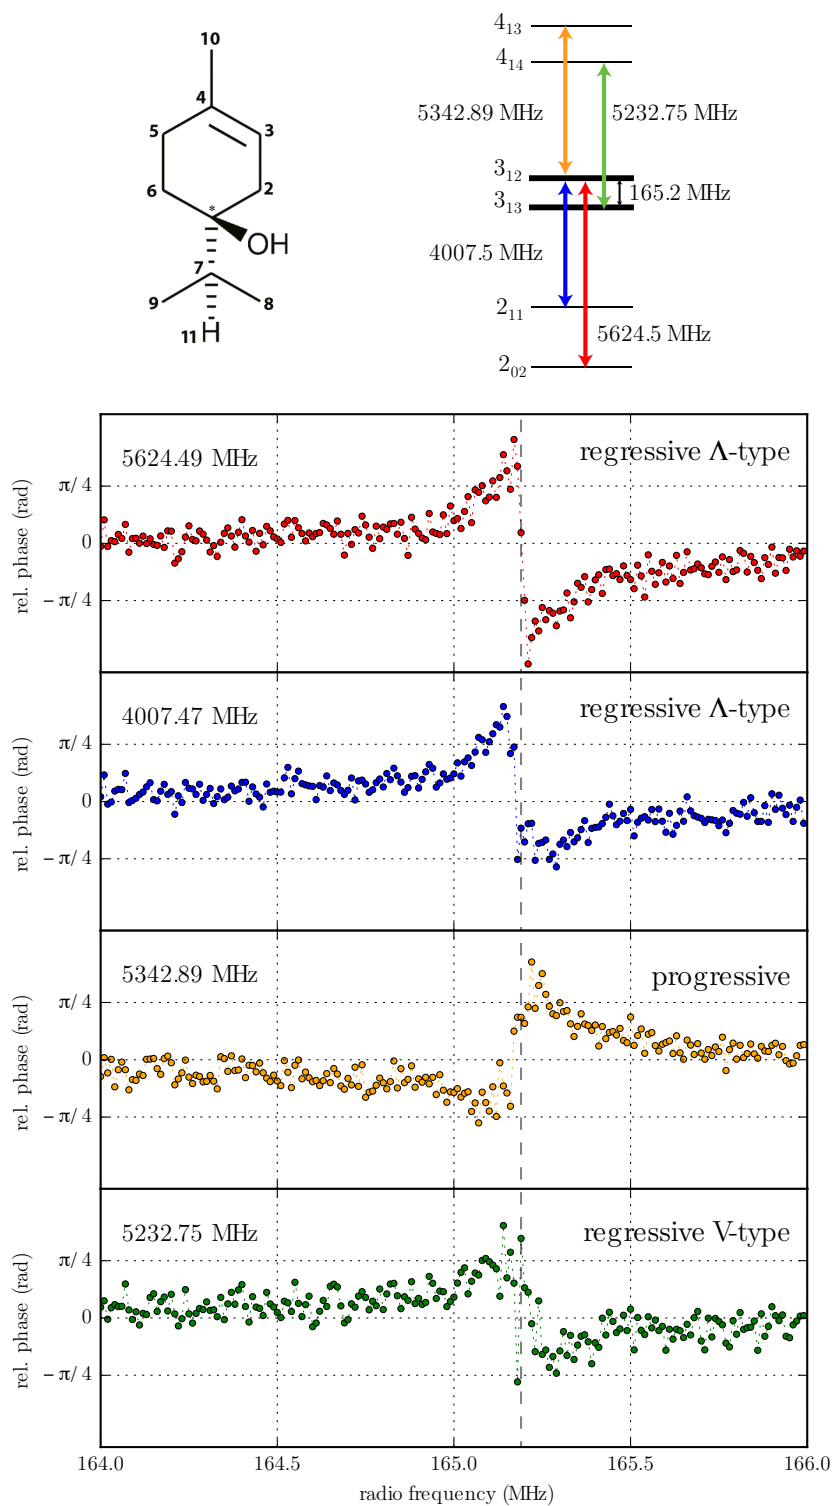 10
4
5
3
6
2
*
OH
7
9
8
11 H
4₁₃
4₁₄
5342.89 MHz
5232.75 MHz
3₁₂
3₁₃
165.2 MHz
4007.5 MHz
2₁₁
5624.5 MHz
2₀₂
5624.49 MHz
regressive Λ-type
π/4
0
−π/4
rel. phase (rad)
4007.47 MHz
regressive Λ-type
π/4
0
−π/4
rel. phase (rad)
5342.89 MHz
progressive
π/4
0
−π/4
rel. phase (rad)
5232.75 MHz
regressive V-type
π/4
0
−π/4
rel. phase (rad)
164.0 164.5 165.0 165.5 166.0
radio frequency (MHz)